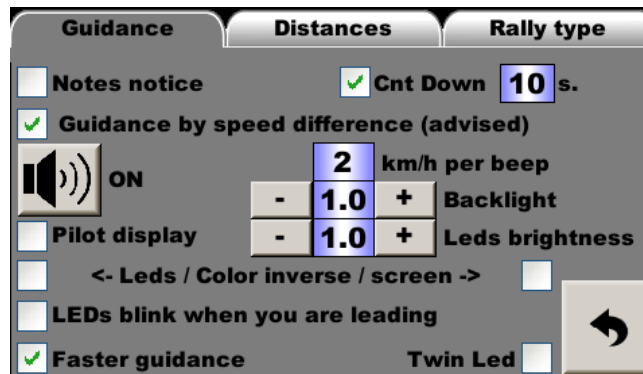 Guidance Distances Rally type
Notes notice Cnt Down 10 s.
Guidance by speed difference (advised)
ON 2 km/h per beep
- 1.0 + Backlight
Pilot display - 1.0 + Leds brightness
<- Leds / Color inverse / screen ->
LEDs blink when you are leading
Faster guidance Twin Led